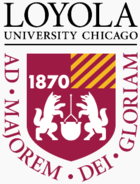 LOYOLA
UNIVERSITY CHICAGO
1870
AD • MAJOREM • DEI • GLORIAM